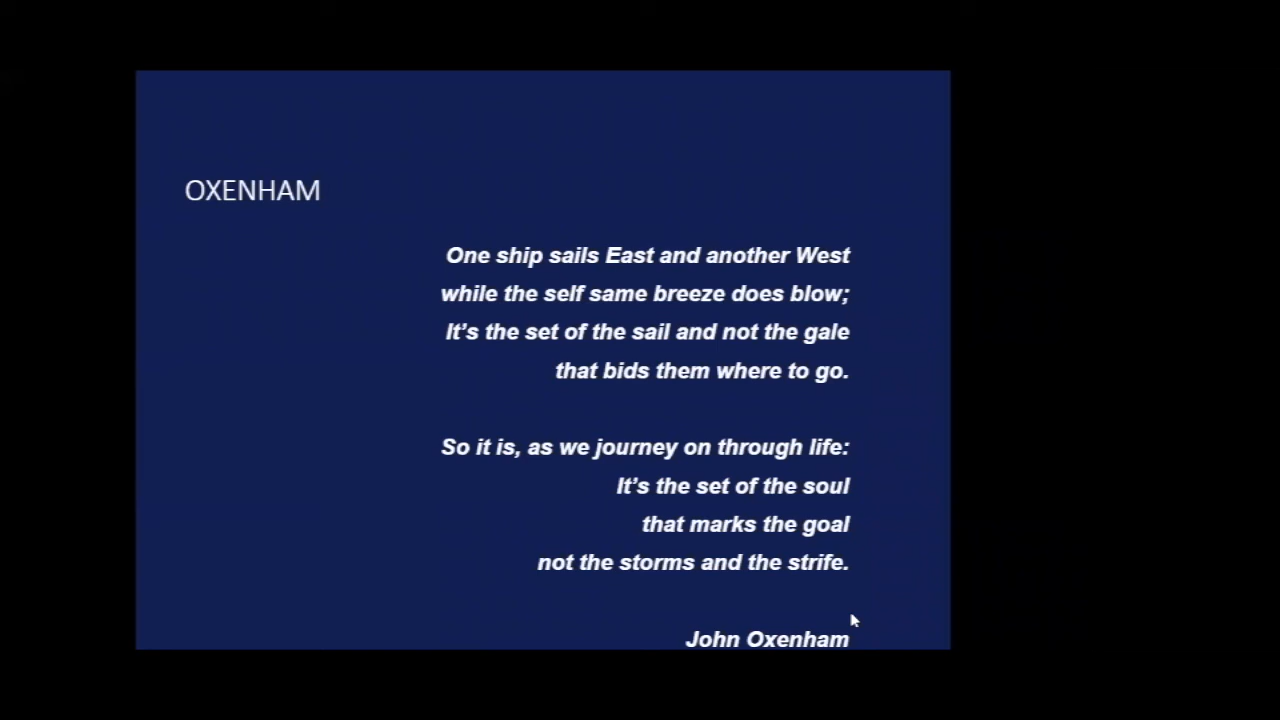 OXENHAM
One ship sails East and another West
while the self same breeze does blow;
It’s the set of the sail and not the gale
that bids them where to go.
So it is, as we journey on through life:
It’s the set of the soul
that marks the goal
not the storms and the strife.
John Oxenham